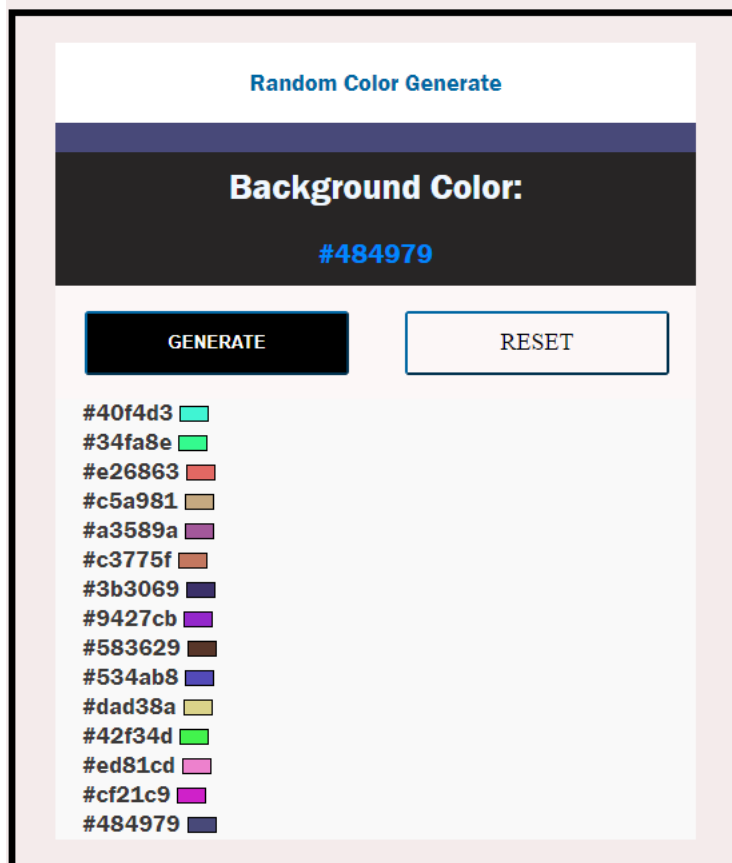 Random Color Generate
Background Color:
#484979
GENERATE RESET
#40f4d3
#34fa8e
#e26863
#c5a981
#a3589a
#c3775f
#3b3069
#9427cb
#583629
#534ab8
#dad38a
#42f34d
#ed81cd
#cf21c9
#484979